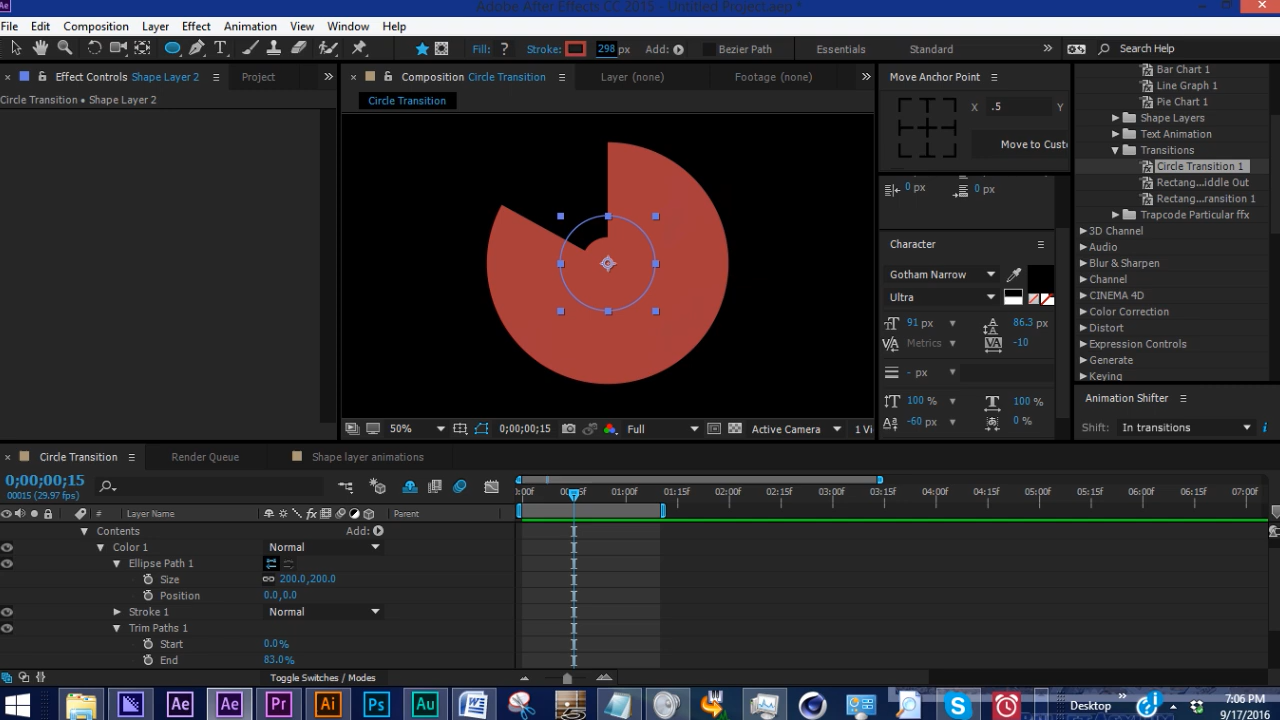 Adobe After Effects CC 2015 - Untitled Project.aep *
File Edit Composition Layer Effect Animation View Window Help
Fill: ? Stroke: 298 px Add: Bezier Path Essentials Standard » Search Help
Effect Controls Shape Layer 2 Project »
Composition Circle Transition Layer (none) Footage (none) »
Circle Transition • Shape Layer 2
Circle Transition
Move Anchor Point
X .5 Y
Move to Cust
0 px 0 px
Character
Gotham Narrow
Ultra
91 px 86.3 px
Metrics -10
- px
100 % 100 %
-60 px 0 %
Bar Chart 1
Line Graph 1
Pie Chart 1
Shape Layers
Text Animation
Transitions
Circle Transition 1
Rectang...iddle Out
Rectang...ransition 1
Trapcode Particular ffx
3D Channel
Audio
Blur & Sharpen
Channel
CINEMA 4D
Color Correction
Distort
Expression Controls
Generate
Keying
Animation Shifter
Shift: In transitions
50% 0;00;00;15 Full Active Camera 1 Vi
Circle Transition Render Queue Shape layer animations
0;00;00;15
00015 (29.97 fps)
# Layer Name Parent
:00f 00:15f 01:00f 01:15f 02:00f 02:15f 03:00f 03:15f 04:00f 04:15f 05:00f 05:15f 06:00f 06:15f 07:00f
Contents Add:
Color 1 Normal
Ellipse Path 1
Size 200.0,200.0
Position 0.0,0.0
Stroke 1 Normal
Trim Paths 1
Start 0.0%
End 83.0%
Toggle Switches / Modes
Desktop » 7:06 PM
9/17/2016